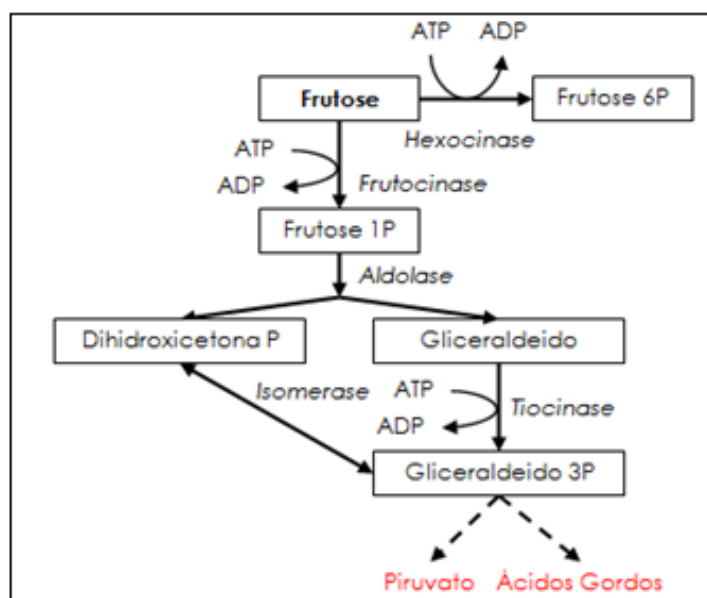 ATP ADP
Frutose
Frutose 6P
Hexocinase
ATP
ADP
Frutocinase
Frutose 1P
Aldolase
Dihidroxicetona P
Gliceraldeido
Isomerase
ATP
ADP
Tiocinase
Gliceraldeido 3P
Piruvato
Ácidos Gordos